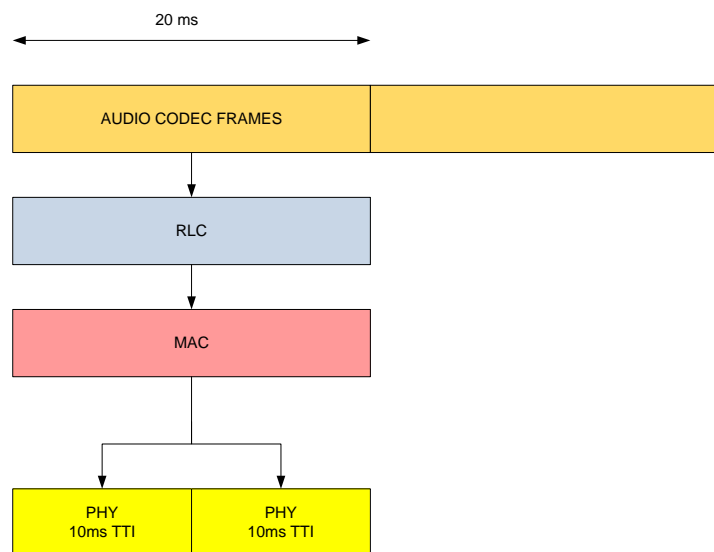 20 ms
AUDIO CODEC FRAMES
RLC
MAC
PHY
10ms TTI
PHY
10ms TTI